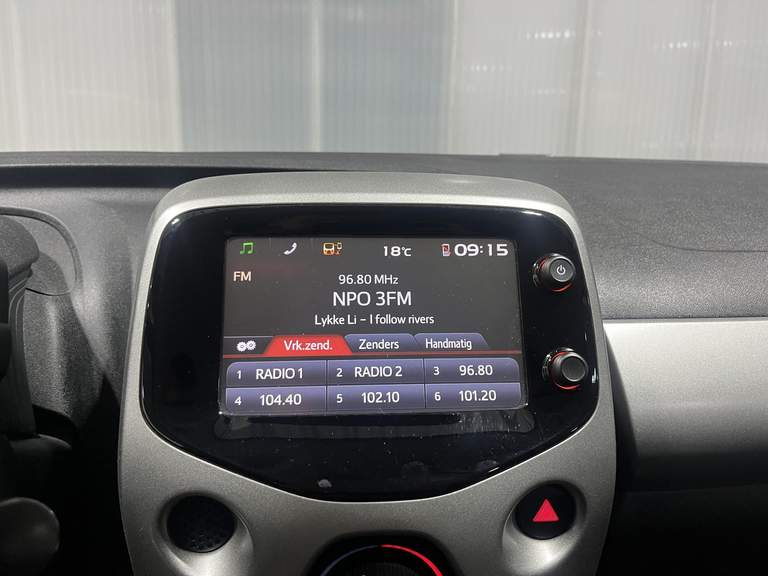 18°C 09:15
FM
96.80 MHz
NPO 3FM
Lykke Li - I follow rivers
Vrk.zend. Zenders Handmatig
1 RADIO 1 2 RADIO 2 3 96.80
4 104.40 5 102.10 6 101.20